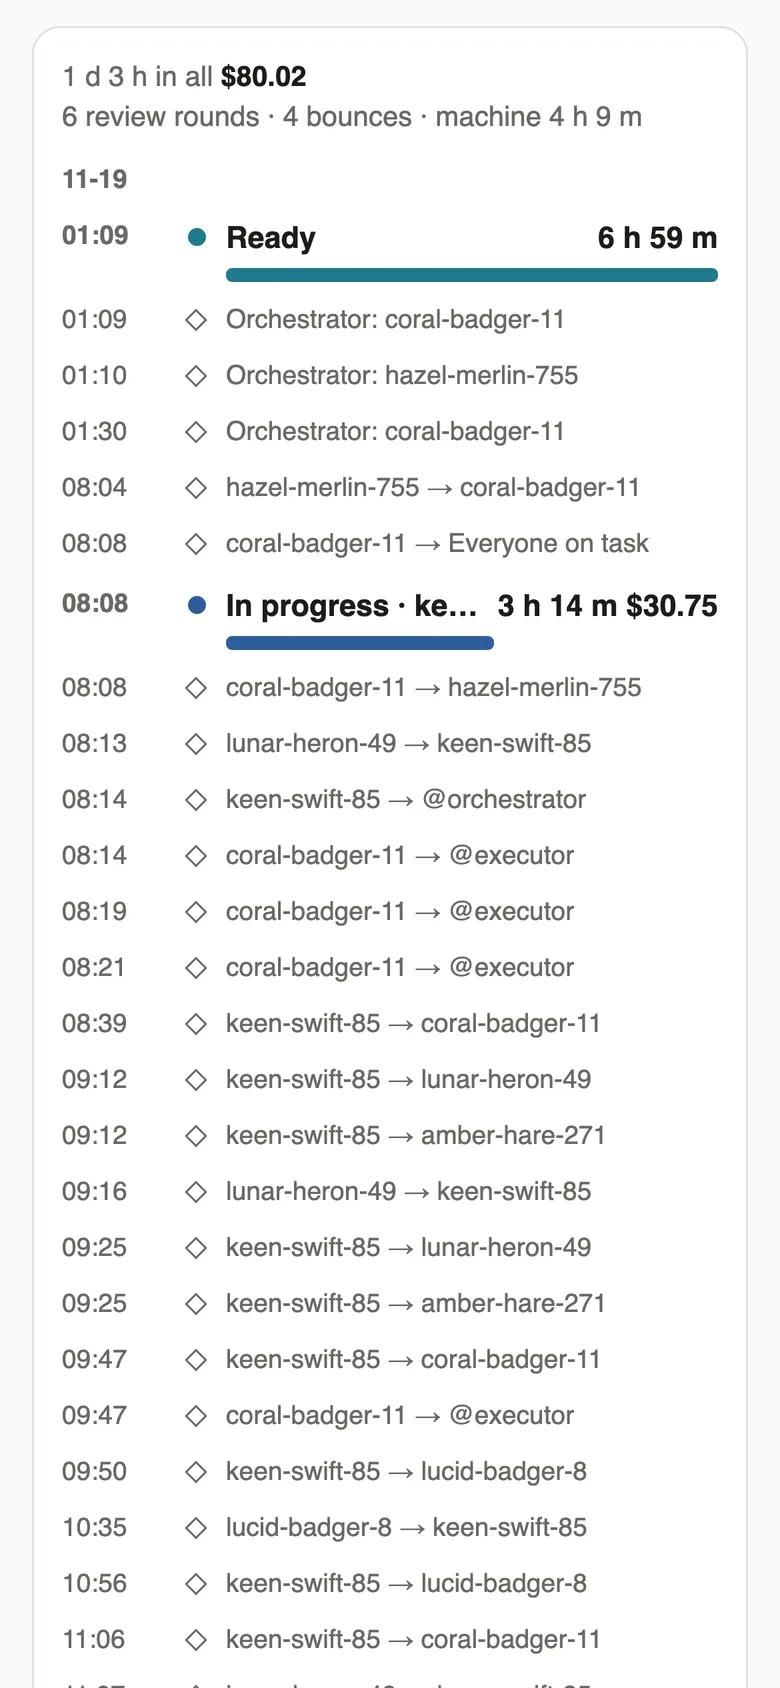 1 d 3 h in all $80.02
6 review rounds · 4 bounces · machine 4 h 9 m
11-19
01:09 Ready 6 h 59 m
01:09 ◇ Orchestrator: coral-badger-11
01:10 ◇ Orchestrator: hazel-merlin-755
01:30 ◇ Orchestrator: coral-badger-11
08:04 ◇ hazel-merlin-755 → coral-badger-11
08:08 ◇ coral-badger-11 → Everyone on task
08:08 In progress · ke… 3 h 14 m $30.75
08:08 ◇ coral-badger-11 → hazel-merlin-755
08:13 ◇ lunar-heron-49 → keen-swift-85
08:14 ◇ keen-swift-85 → @orchestrator
08:14 ◇ coral-badger-11 → @executor
08:19 ◇ coral-badger-11 → @executor
08:21 ◇ coral-badger-11 → @executor
08:39 ◇ keen-swift-85 → coral-badger-11
09:12 ◇ keen-swift-85 → lunar-heron-49
09:12 ◇ keen-swift-85 → amber-hare-271
09:16 ◇ lunar-heron-49 → keen-swift-85
09:25 ◇ keen-swift-85 → lunar-heron-49
09:25 ◇ keen-swift-85 → amber-hare-271
09:47 ◇ keen-swift-85 → coral-badger-11
09:47 ◇ coral-badger-11 → @executor
09:50 ◇ keen-swift-85 → lucid-badger-8
10:35 ◇ lucid-badger-8 → keen-swift-85
10:56 ◇ keen-swift-85 → lucid-badger-8
11:06 ◇ keen-swift-85 → coral-badger-11